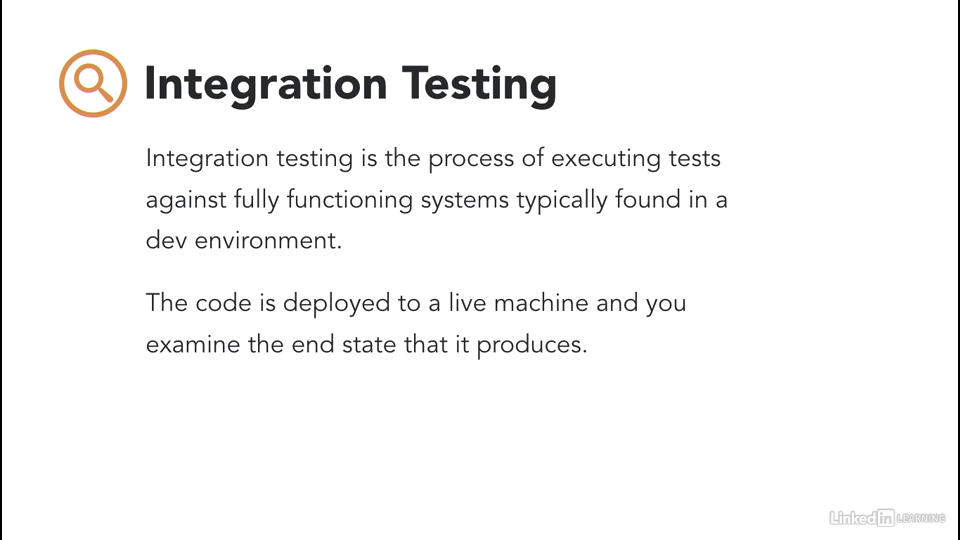 Integration Testing
Integration testing is the process of executing tests
against fully functioning systems typically found in a
dev environment.
The code is deployed to a live machine and you
examine the end state that it produces.
Linked in LEARNING